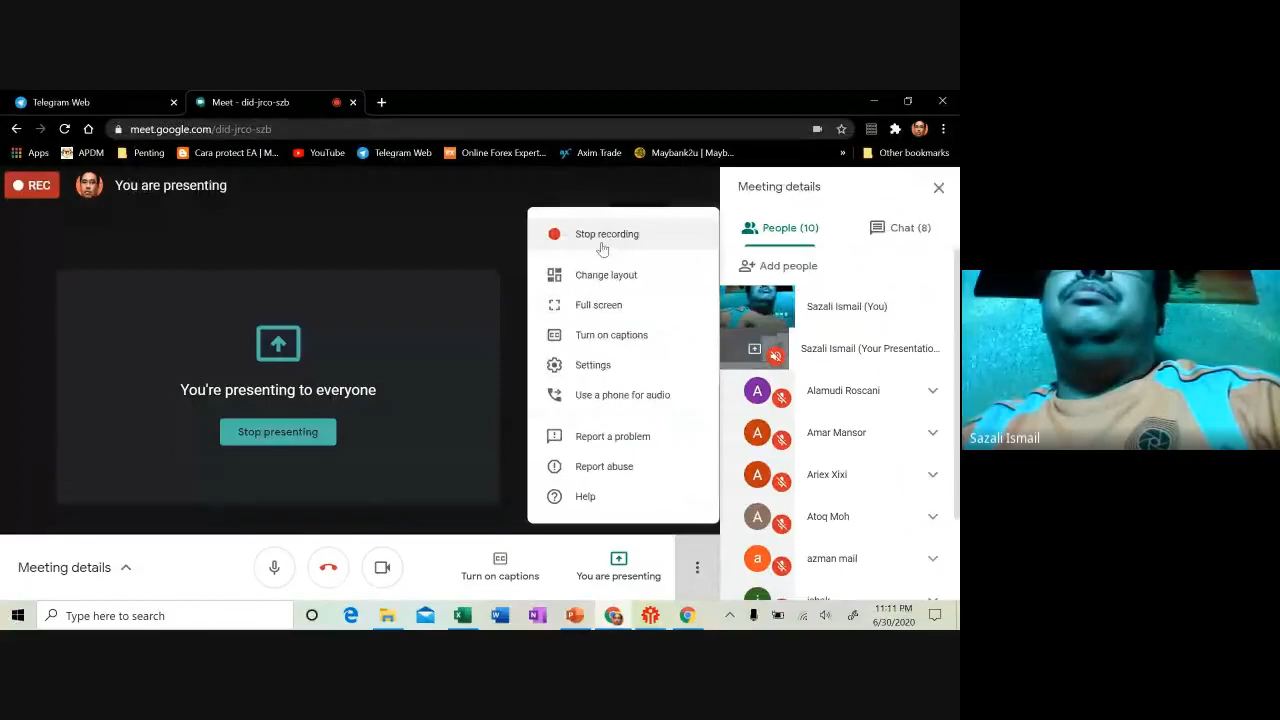 Telegram Web
Meet - did-jrco-szb
meet.google.com/did-jrco-szb
Apps
APDM
Penting
Cara protect EA | M...
YouTube
Telegram Web
Online Forex Expert...
Axim Trade
Maybank2u | Mayb...
»
Other bookmarks
REC
You are presenting
You're presenting to everyone
Stop presenting
Stop recording
Change layout
Full screen
Turn on captions
Settings
Use a phone for audio
Report a problem
Report abuse
Help
Meeting details
People (10)
Chat (8)
Add people
Sazali Ismail (You)
Sazali Ismail (Your Presentatio...
A
Alamudi Roscani
A
Amar Mansor
A
Ariex Xixi
A
Atoq Moh
a
azman mail
Sazali Ismail
Meeting details
Turn on captions
You are presenting
Type here to search
11:11 PM
6/30/2020